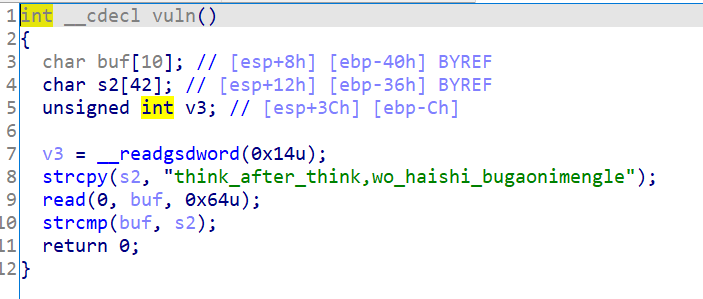 1 int __cdecl vuln()
2 {
3 char buf[10]; // [esp+8h] [ebp-40h] BYREF
4 char s2[42]; // [esp+12h] [ebp-36h] BYREF
5 unsigned int v3; // [esp+3Ch] [ebp-Ch]
6
7 v3 = __readgsdword(0x14u);
8 strcpy(s2, "think_after_think,wo_haishi_bugaonimengle");
9 read(0, buf, 0x64u);
10 strcmp(buf, s2);
11 return 0;
12 }